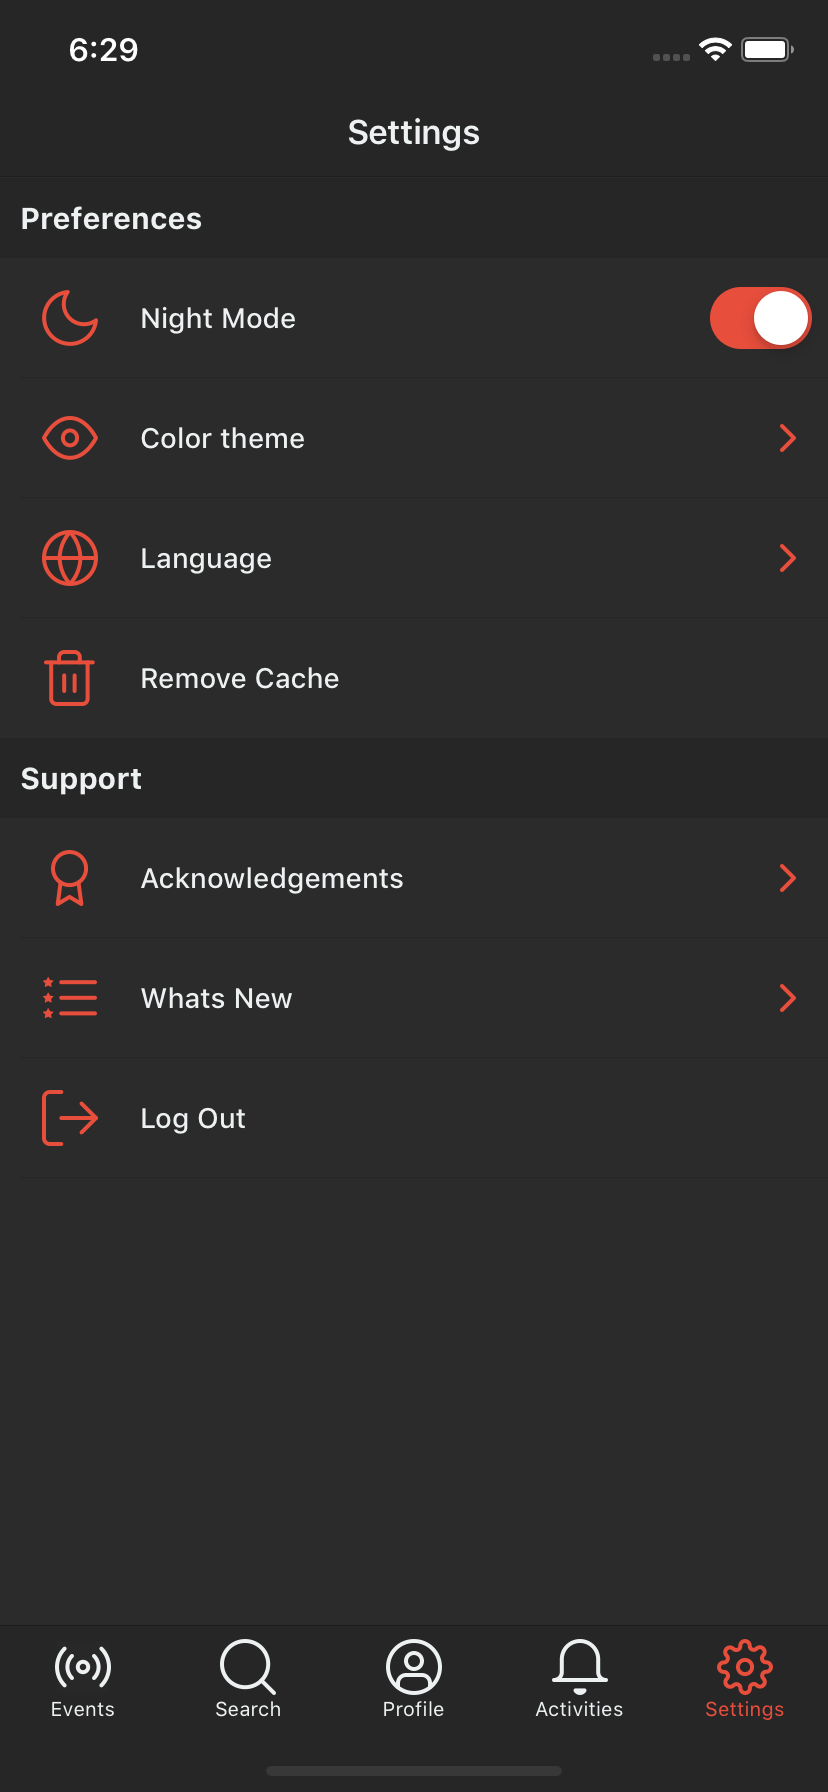 6:29
Settings
Preferences
Night Mode
Color theme
Language
Remove Cache
Support
Acknowledgements
Whats New
Log Out
Events
Search
Profile
Activities
Settings